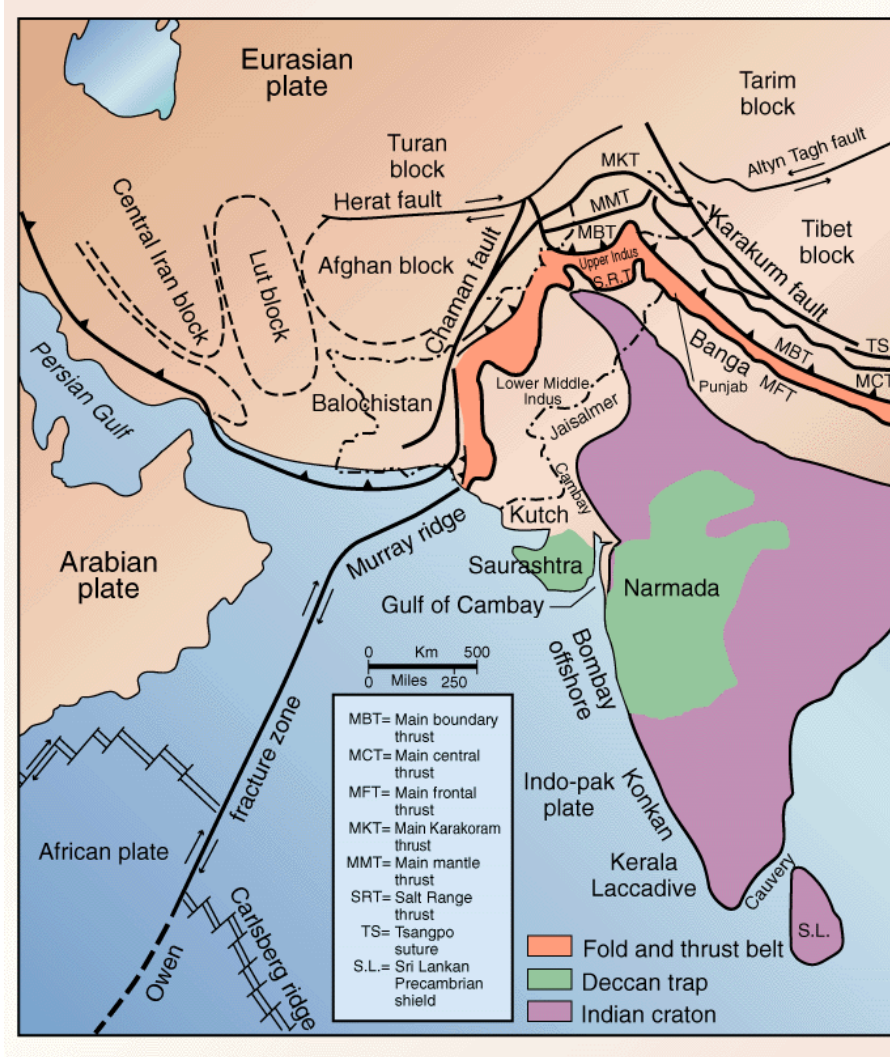 Eurasian
plate
Tarim
block
Turan
block
MKT
Altyn Tagh fault
Herat fault
MMT
Central Iran block
Lut block
MBT
Karakurm fault
Tibet
block
Afghan block
Chaman fault
Upper Indus
S.R.T
Persian Gulf
Balochistan
Lower Middle
Indus
Jaisalmer
Banga
Punjab
MBT
MFT
TS
MCT
Cambay
Kutch
Murray ridge
Arabian
plate
Saurashtra
Narmada
Gulf of Cambay
Bombay
offshore
0 Km 500
0 Miles 250
MBT= Main boundary
thrust
MCT= Main central
thrust
MFT= Main frontal
thrust
MKT= Main Karakoram
thrust
MMT= Main mantle
thrust
SRT= Salt Range
thrust
TS= Tsangpo
suture
S.L.= Sri Lankan
Precambrian
shield
fracture zone
Indo-pak
plate
Konkan
African plate
Kerala
Laccadive
Cauvery
Carlsberg ridge
Owen
S.L.
Fold and thrust belt
Deccan trap
Indian craton